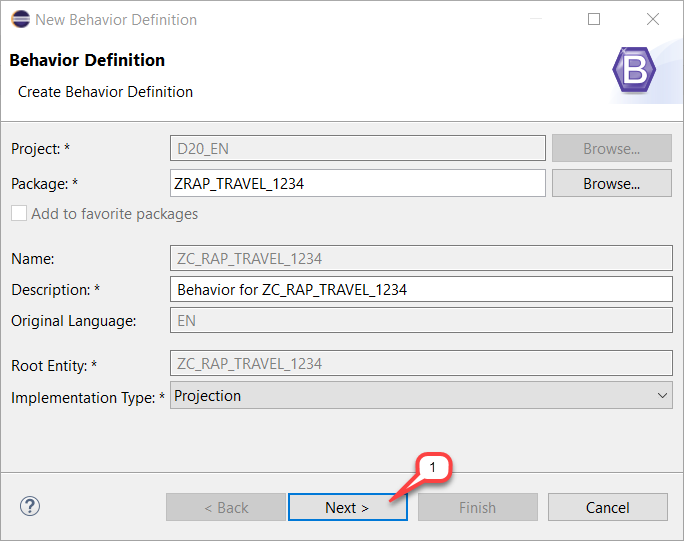 New Behavior Definition
Behavior Definition
Create Behavior Definition
B
Project: * D20_EN Browse...
Package: * ZRAP_TRAVEL_1234 Browse...
Add to favorite packages
Name: ZC_RAP_TRAVEL_1234
Description: * Behavior for ZC_RAP_TRAVEL_1234
Original Language: EN
Root Entity: * ZC_RAP_TRAVEL_1234
Implementation Type: * Projection
1
? < Back Next > Finish Cancel